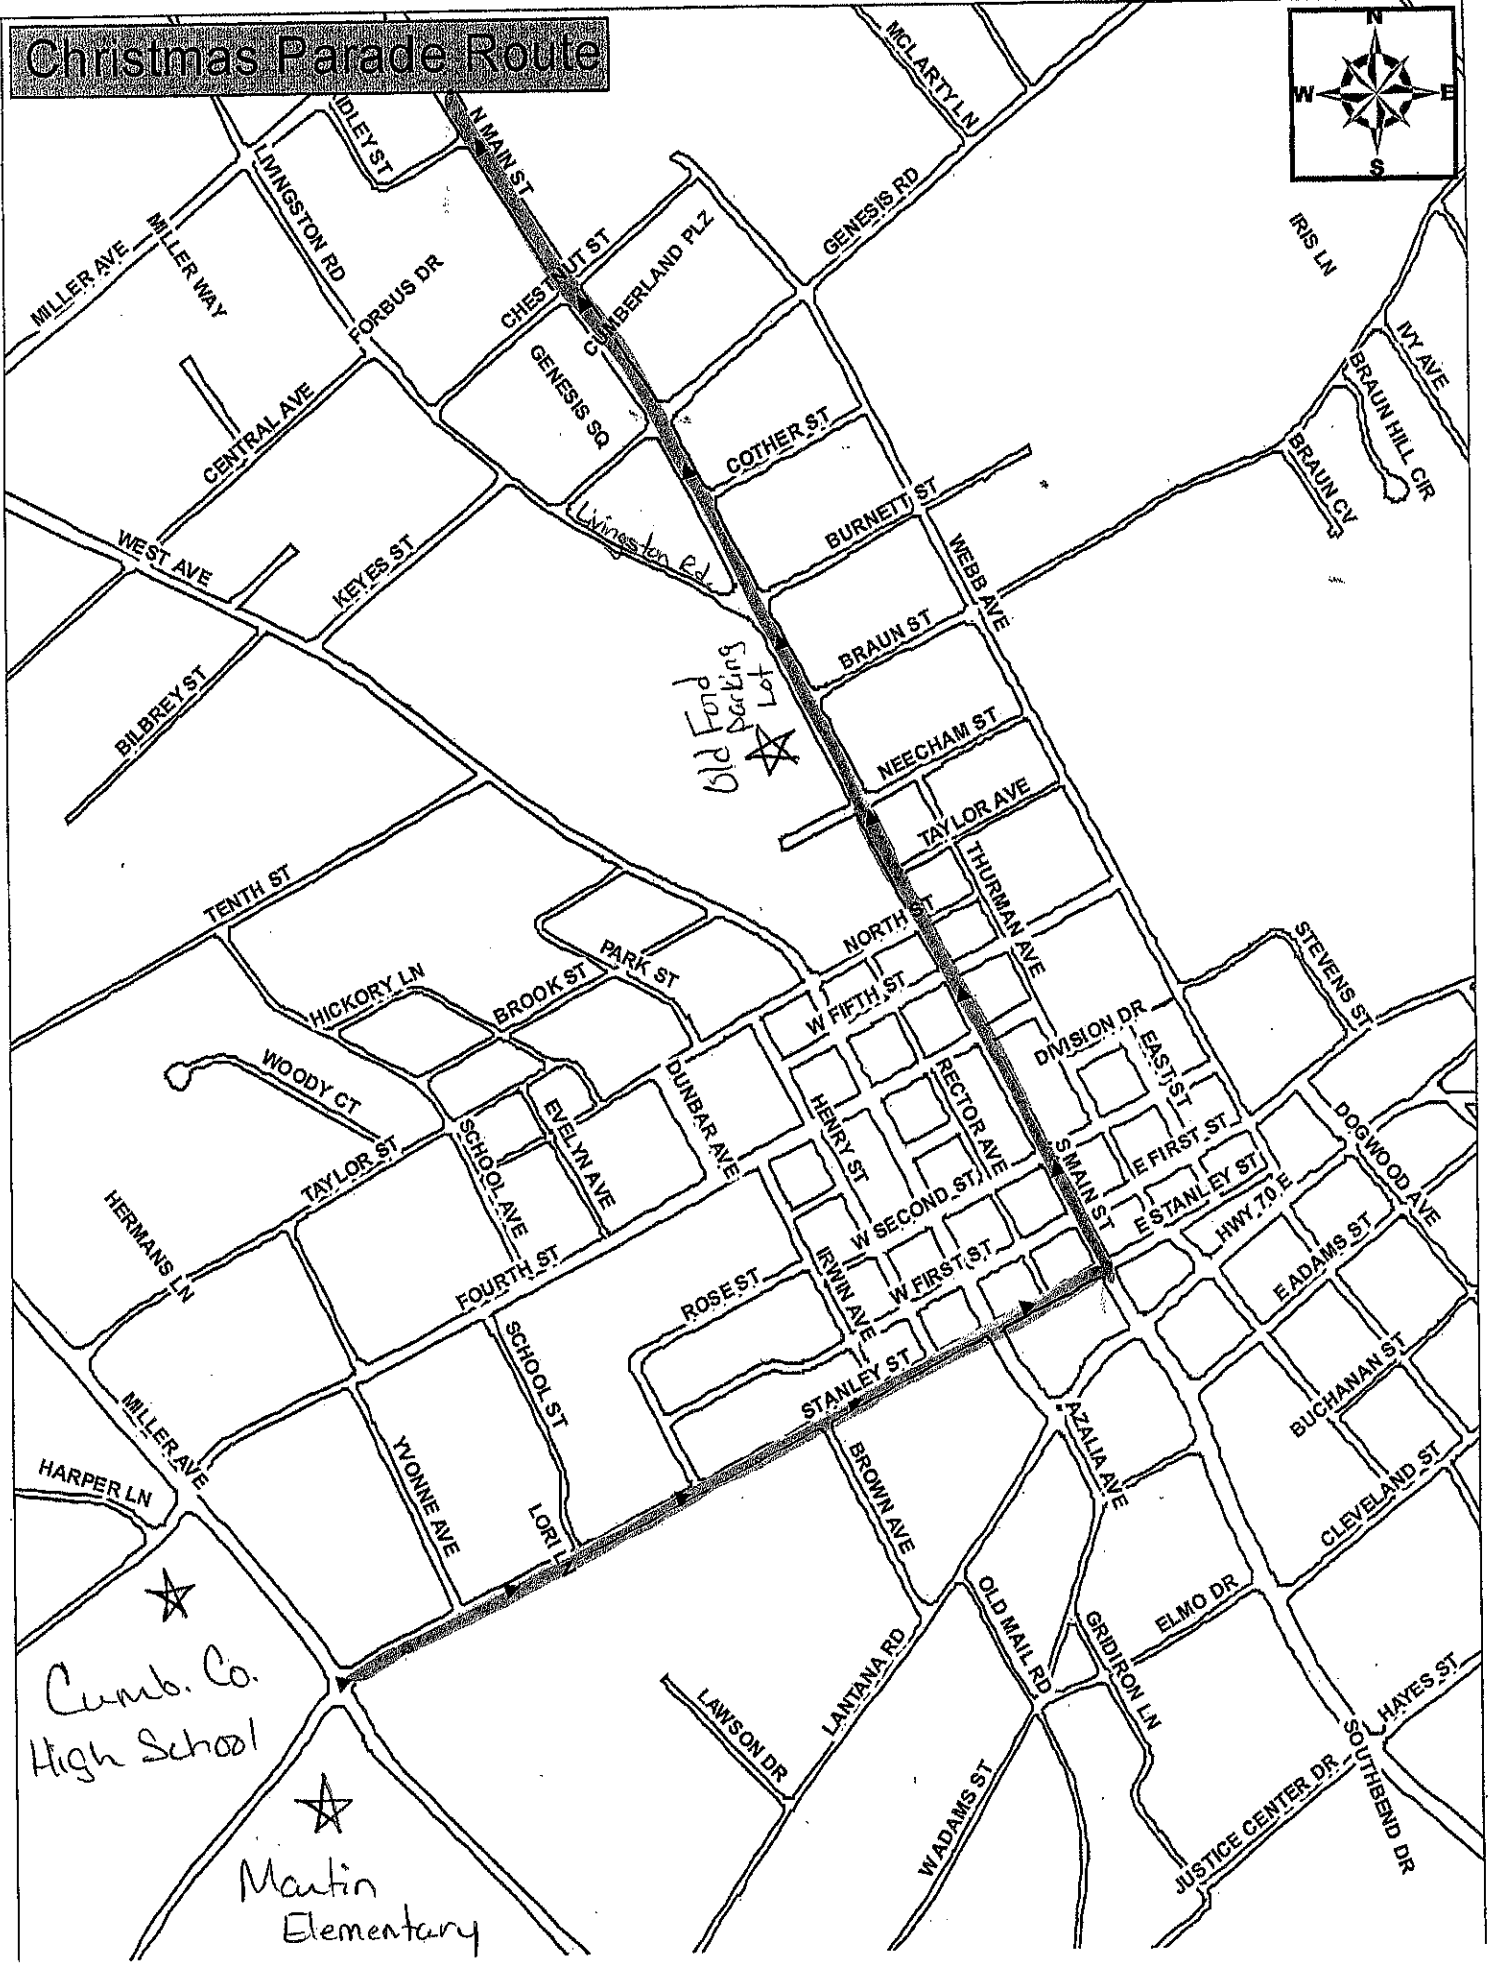 Christmas Parade Route
N
W
E
S
MCLARTY LN
N MAIN ST
IDLEY ST
LIVINGSTON RD
MILLER AVE
MILLER WAY
GENESIS RD
CHESTNUT ST
CUMBERLAND PLZ
IRIS LN
FORBUS DR
IVY AVE
BRAUN HILL CIR
GENESIS SQ
CENTRAL AVE
COTHER ST
BRAUN CV
BURNETT ST
Livingston Rd.
WEST AVE
KEYES ST
WEBB AVE
BRAUN ST
BILBREY ST
Old Ford
Parking
Lot
NEECHAM ST
TAYLOR AVE
THURMAN AVE
TENTH ST
NORTH ST
PARK ST
STEVENS ST
HICKORY LN
BROOK ST
W FIFTH ST
DIVISION DR
EAST ST
WOODY CT
DUNBAR AVE
RECTOR AVE
HENRY ST
EVELYN AVE
SCHOOL AVE
TAYLOR ST
DOGWOOD AVE
S MAIN ST
E FIRST ST
E STANLEY ST
HERMANS LN
W SECOND ST
HWY 70 E
FOURTH ST
ROSE ST
IRWIN AVE
W FIRST ST
E ADAMS ST
SCHOOL ST
STANLEY ST
BUCHANAN ST
MILLER AVE
AZALIA AVE
HARPER LN
YVONNE AVE
BROWN AVE
CLEVELAND ST
LORI LN
OLD MAIL RD
ELMO DR
GRIDIRON LN
Cumb. Co.
High School
LANTANA RD
LAWSON DR
HAYES ST
SOUTHBEND DR
W ADAMS ST
JUSTICE CENTER DR
Martin
Elementary